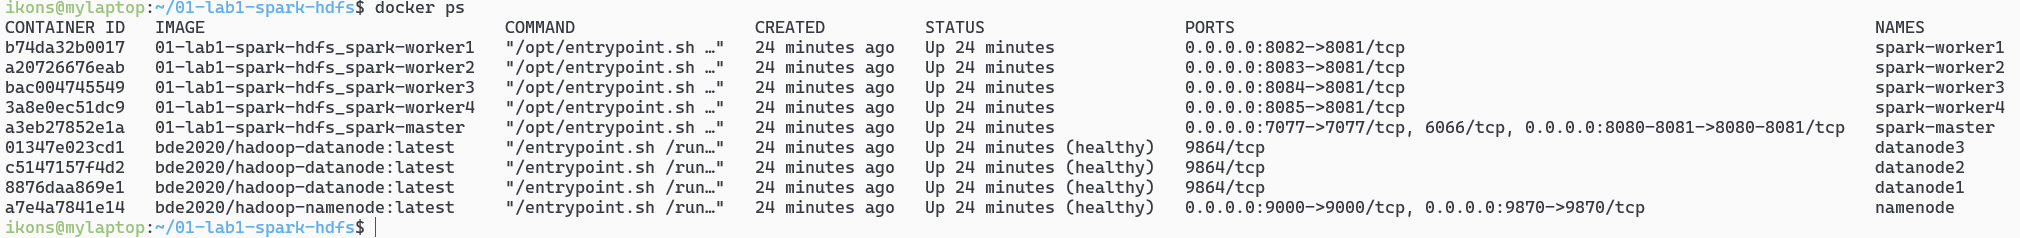 ikons@mylaptop:~/01-lab1-spark-hdfs$ docker ps
CONTAINER ID   IMAGE                              COMMAND                  CREATED          STATUS                    PORTS                                                              NAMES
b74da32b0017   01-lab1-spark-hdfs_spark-worker1   "/opt/entrypoint.sh …"   24 minutes ago   Up 24 minutes             0.0.0.0:8082->8081/tcp                                             spark-worker1
a20726676eab   01-lab1-spark-hdfs_spark-worker2   "/opt/entrypoint.sh …"   24 minutes ago   Up 24 minutes             0.0.0.0:8083->8081/tcp                                             spark-worker2
bac004745549   01-lab1-spark-hdfs_spark-worker3   "/opt/entrypoint.sh …"   24 minutes ago   Up 24 minutes             0.0.0.0:8084->8081/tcp                                             spark-worker3
3a8e0ec51dc9   01-lab1-spark-hdfs_spark-worker4   "/opt/entrypoint.sh …"   24 minutes ago   Up 24 minutes             0.0.0.0:8085->8081/tcp                                             spark-worker4
a3eb27852e1a   01-lab1-spark-hdfs_spark-master    "/opt/entrypoint.sh …"   24 minutes ago   Up 24 minutes             0.0.0.0:7077->7077/tcp, 6066/tcp, 0.0.0.0:8080-8081->8080-8081/tcp   spark-master
01347e023cd1   bde2020/hadoop-datanode:latest     "/entrypoint.sh /run…"   24 minutes ago   Up 24 minutes (healthy)   9864/tcp                                                           datanode3
c5147157f4d2   bde2020/hadoop-datanode:latest     "/entrypoint.sh /run…"   24 minutes ago   Up 24 minutes (healthy)   9864/tcp                                                           datanode2
8876daa869e1   bde2020/hadoop-datanode:latest     "/entrypoint.sh /run…"   24 minutes ago   Up 24 minutes (healthy)   9864/tcp                                                           datanode1
a7e4a7841e14   bde2020/hadoop-namenode:latest     "/entrypoint.sh /run…"   24 minutes ago   Up 24 minutes (healthy)   0.0.0.0:9000->9000/tcp, 0.0.0.0:9870->9870/tcp                     namenode
ikons@mylaptop:~/01-lab1-spark-hdfs$